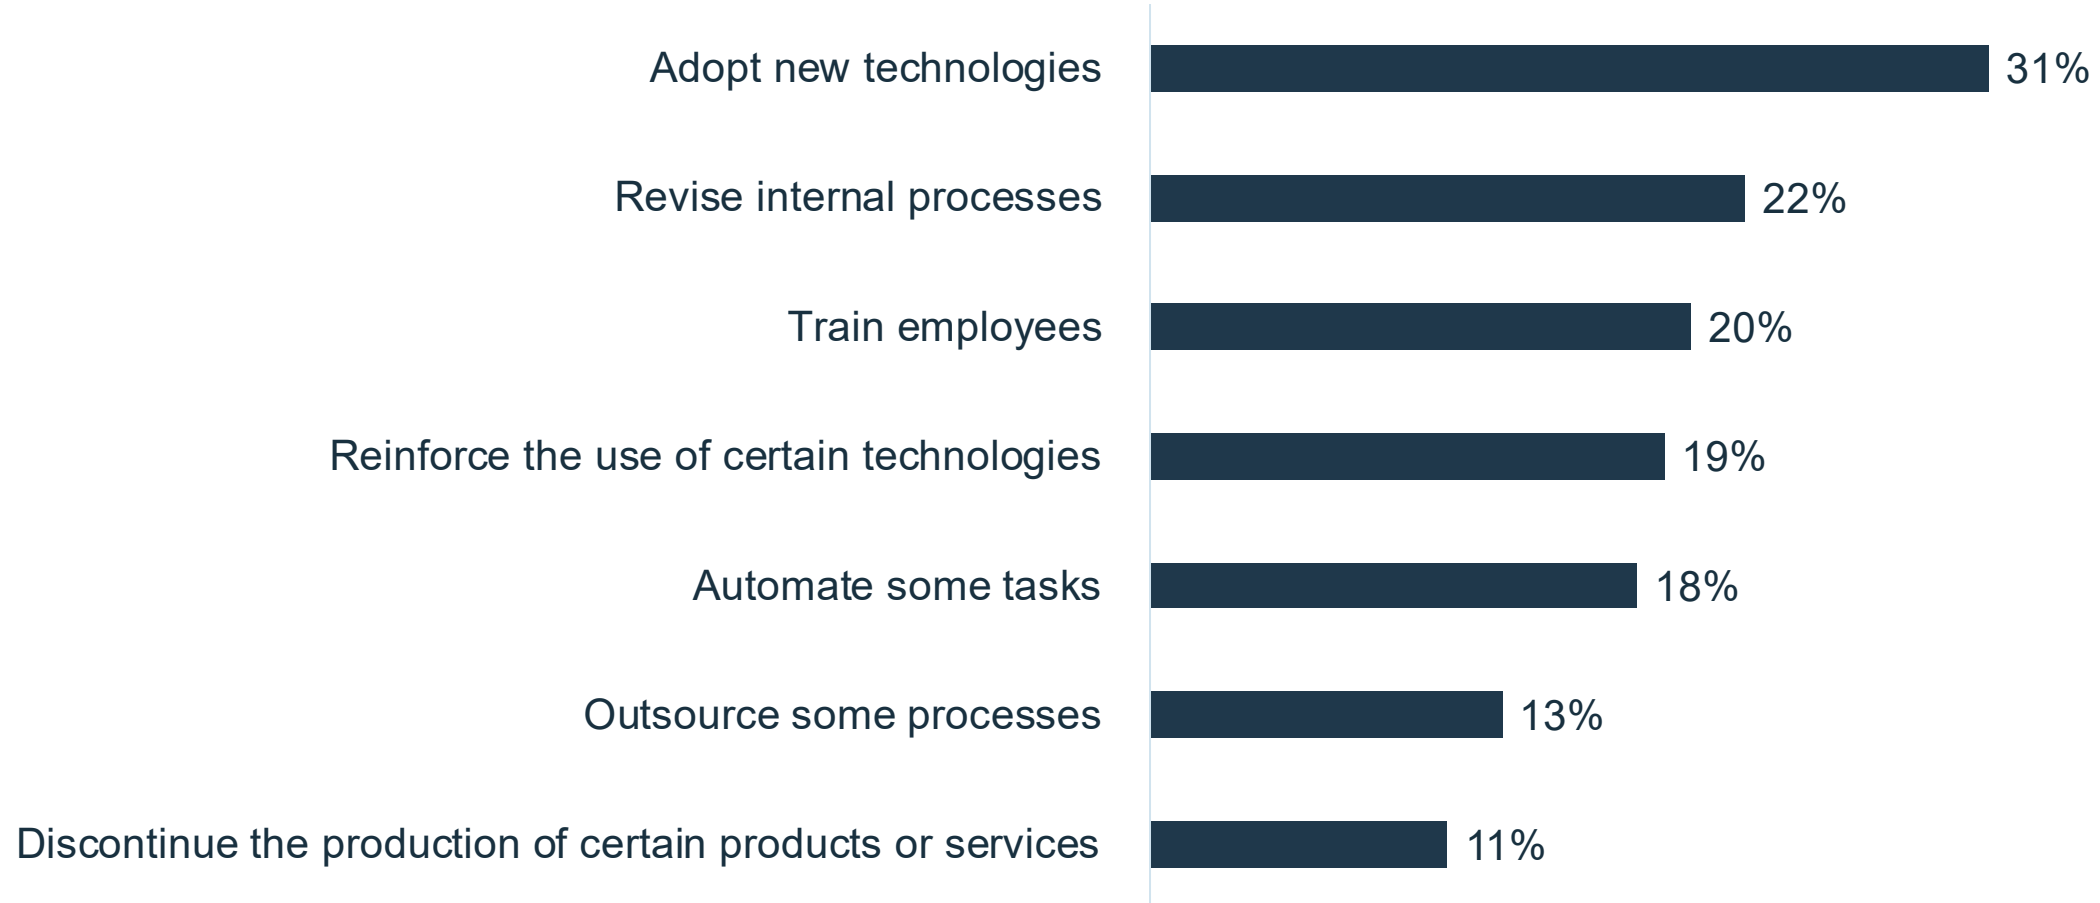 Adopt new technologies 31%
Revise internal processes 22%
Train employees 20%
Reinforce the use of certain technologies 19%
Automate some tasks 18%
Outsource some processes 13%
Discontinue the production of certain products or services 11%